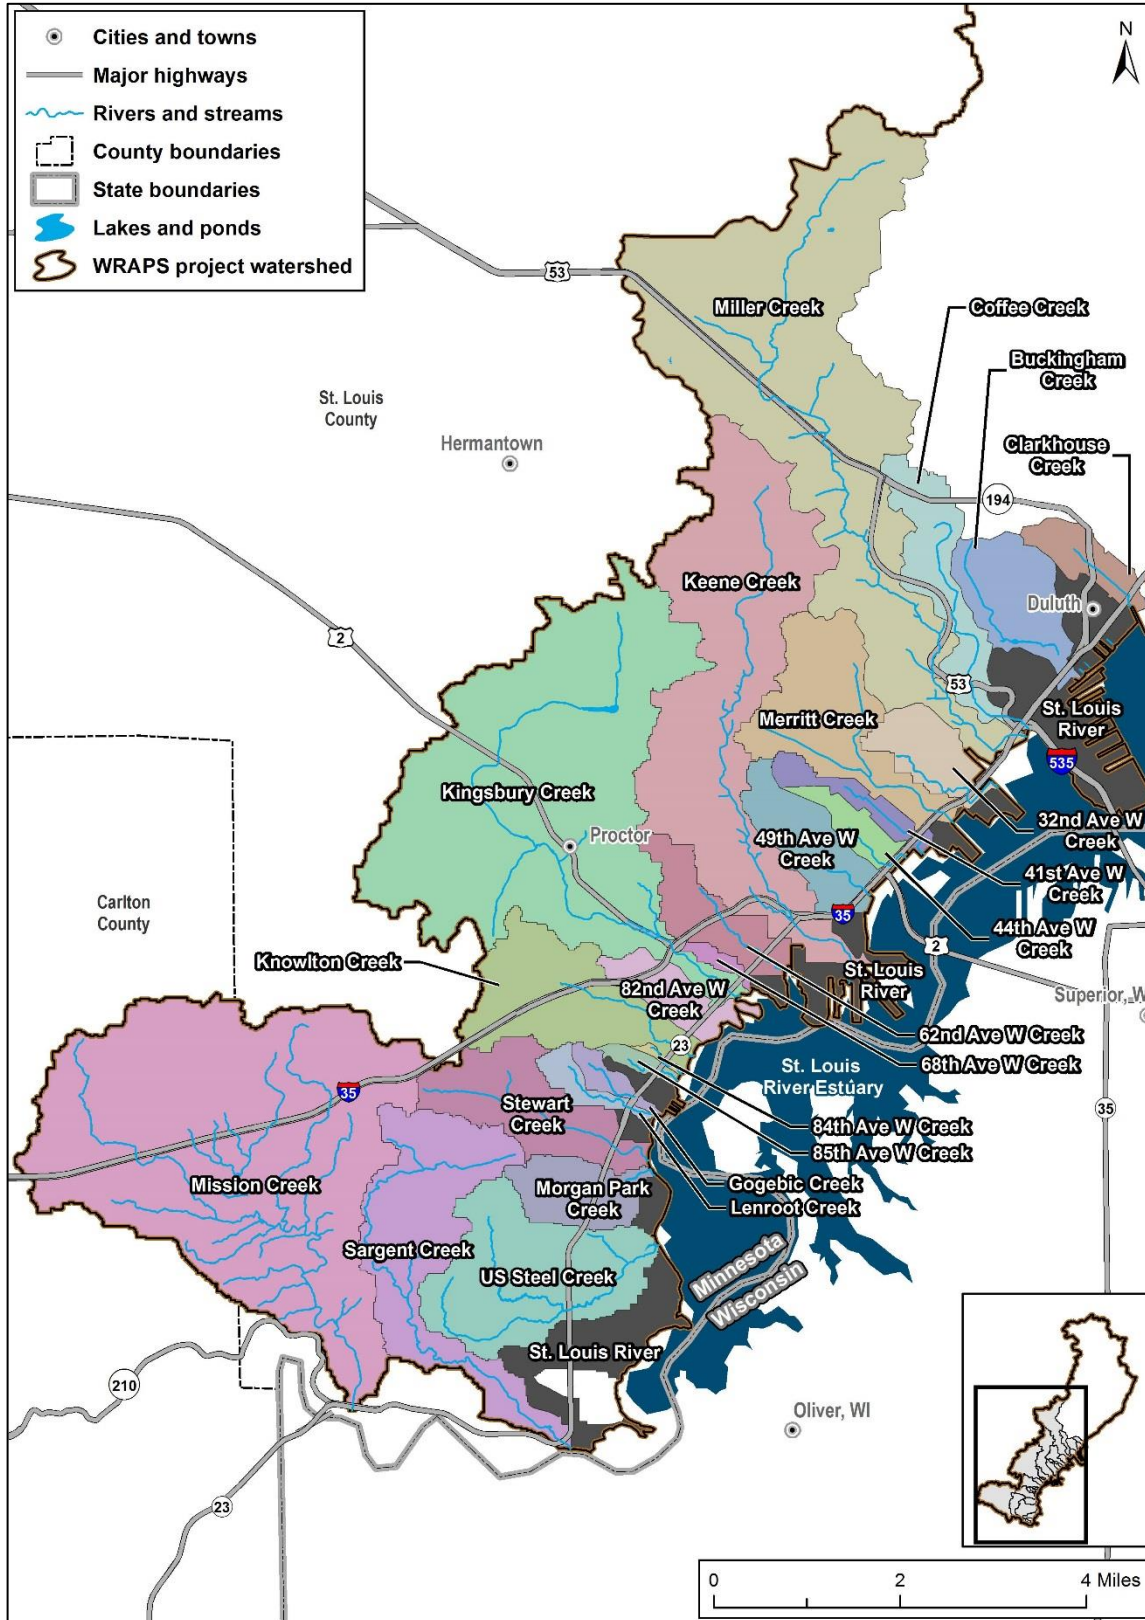 Cities and towns
Major highways
Rivers and streams
County boundaries
State boundaries
Lakes and ponds
WRAPS project watershed
N
53
Miller Creek
Coffee Creek
Buckingham
Creek
St. Louis
County
Hermantown
Clarkhouse
Creek
194
Keene Creek
Duluth
2
53
Merritt Creek
St. Louis
River
535
Kingsbury Creek
32nd Ave W
Creek
Proctor
49th Ave W
Creek
41st Ave W
Creek
Carlton
County
35
44th Ave W
Creek
2
Knowlton Creek
St. Louis
River
82nd Ave W
Creek
Superior, W
62nd Ave W Creek
23
68th Ave W Creek
St. Louis
River Estuary
35
35
Stewart
Creek
84th Ave W Creek
85th Ave W Creek
Mission Creek
Morgan Park
Creek
Gogebic Creek
Lenroot Creek
Sargent Creek
US Steel Creek
Minnesota
Wisconsin
St. Louis River
210
Oliver, WI
23
0 2 4 Miles